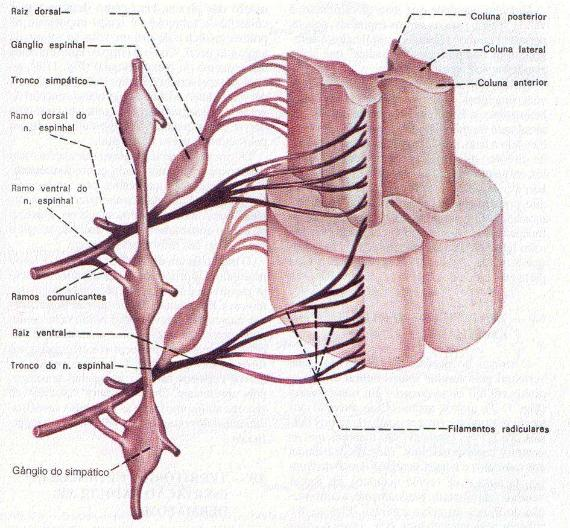 Raiz dorsal
Gânglio espinhal
Tronco simpático
Ramo dorsal do
n. espinhal
Ramo ventral do
n. espinhal
Ramos comunicantes
Raiz ventral
Tronco do n. espinhal
Gânglio do simpático
Coluna posterior
Coluna lateral
Coluna anterior
Filamentos radiculares